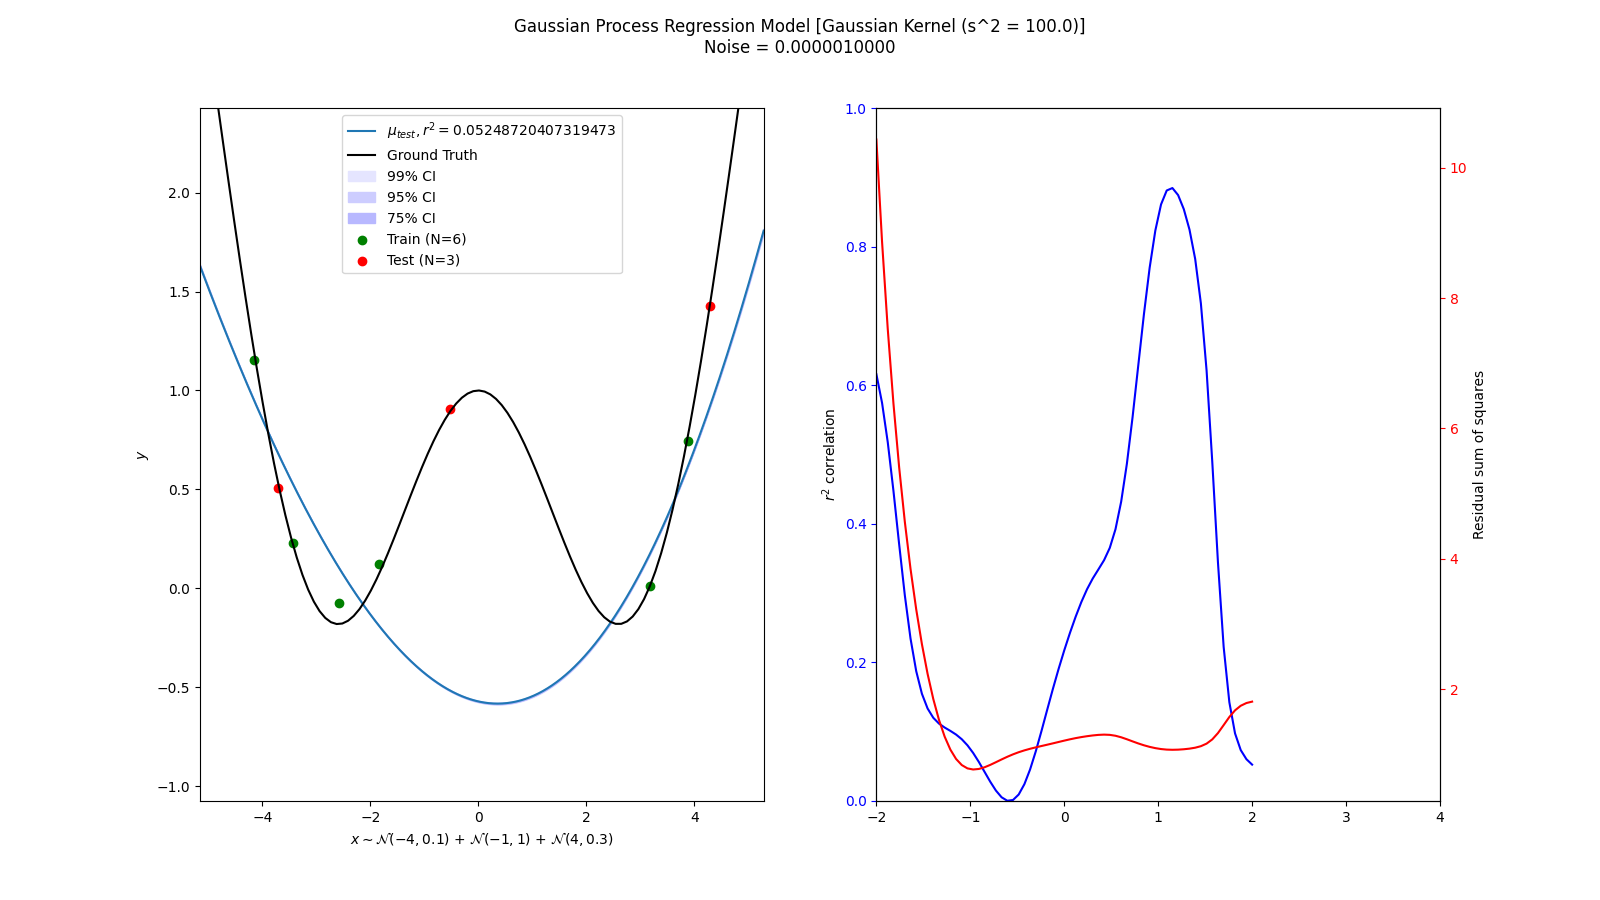 Gaussian Process Regression Model [Gaussian Kernel (s^2 = 100.0)]
Noise = 0.0000010000
μ_test, r² = 0.05248720407319473
Ground Truth
99% CI
95% CI
75% CI
Train (N=6)
Test (N=3)
y
2.0
1.5
1.0
0.5
0.0
−0.5
−1.0
−4
−2
0
2
4
x ~ 𝒩(−4, 0.1) + 𝒩(−1, 1) + 𝒩(4, 0.3)
r² correlation
1.0
0.8
0.6
0.4
0.2
0.0
−2
−1
0
1
2
3
4
10
8
6
4
2
Residual sum of squares